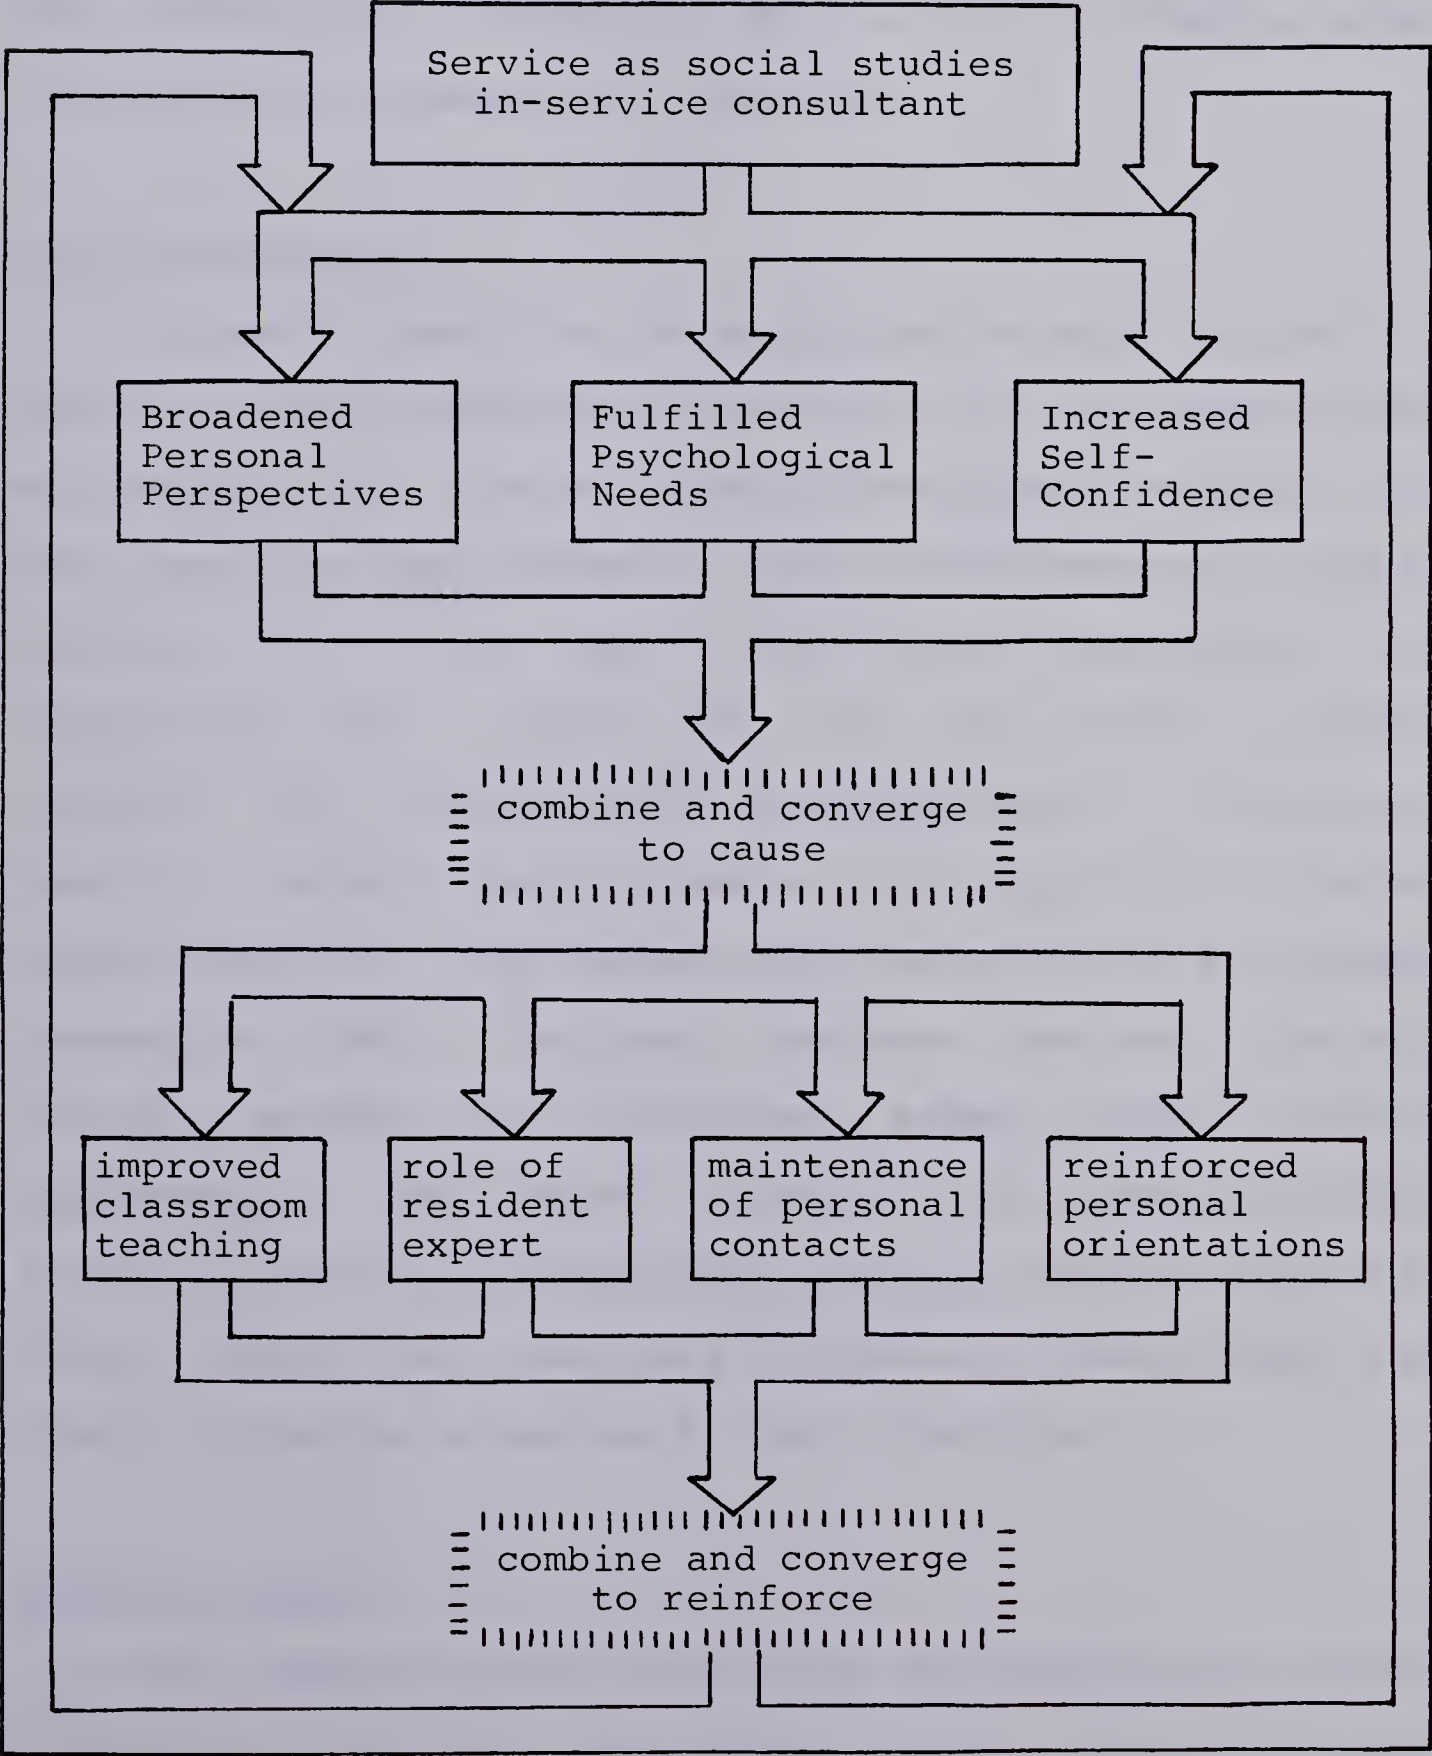 Service as social studies
in-service consultant
Broadened
Personal
Perspectives
Fulfilled
Psychological
Needs
Increased
Self-
Confidence
combine and converge
to cause
improved
classroom
teaching
role of
resident
expert
maintenance
of personal
contacts
reinforced
personal
orientations
combine and converge
to reinforce